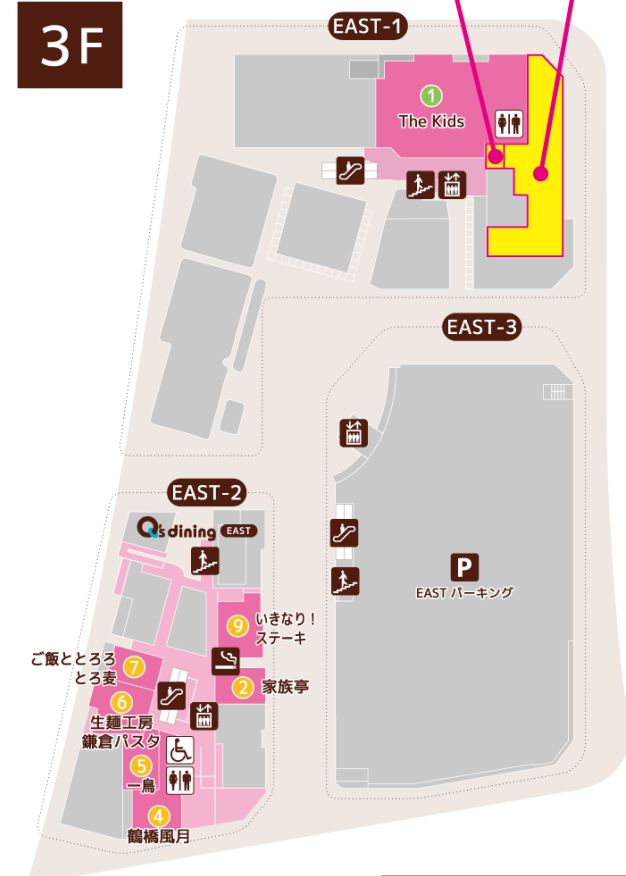 3F
EAST-1
1
The Kids
EAST-3
EAST-2
Q's dining EAST
P
EAST パーキング
9
いきなり！
ステーキ
ご飯ととろろ
とろ麦
7
2
家族亭
6
生麺工房
鎌倉パスタ
5
一鳥
4
鶴橋風月